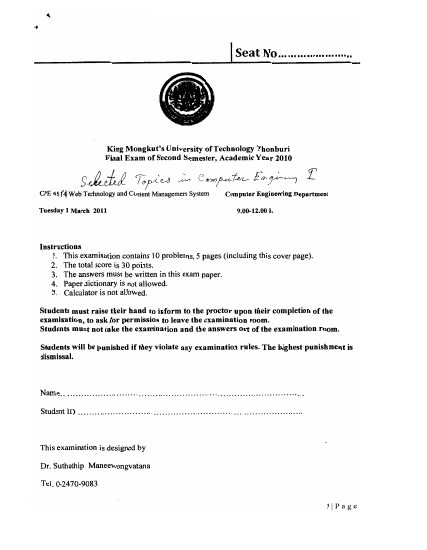 Seat No......................
King Mongkut's University of Technology Thonburi
Final Exam of Second Semester, Academic Year 2010
Selected Topics in Computer Enginery I
CPE Web Technology and Content Management System Computer Engineering Department
Tuesday 1 March 2011 9.00-12.00 น.
Instructions
1. This examination contains 10 problems, 5 pages (including this cover page).
2. The total score is 30 points.
3. The answers must be written in this exam paper.
4. Paper dictionary is not allowed.
5. Calculator is not allowed.
Students must raise their hand to inform to the proctor upon their completion of the
examination, to ask for permission to leave the examination room.
Students must not take the examination and the answers out of the examination room.
Students will be punished if they violate any examination rules. The highest punishment is
dismissal.
Name.............................................................
Student ID .............................................................
This examination is designed by
Dr. Suthathip Maneewongvatana
Tel. 0-2470-9083
1 | P a g e